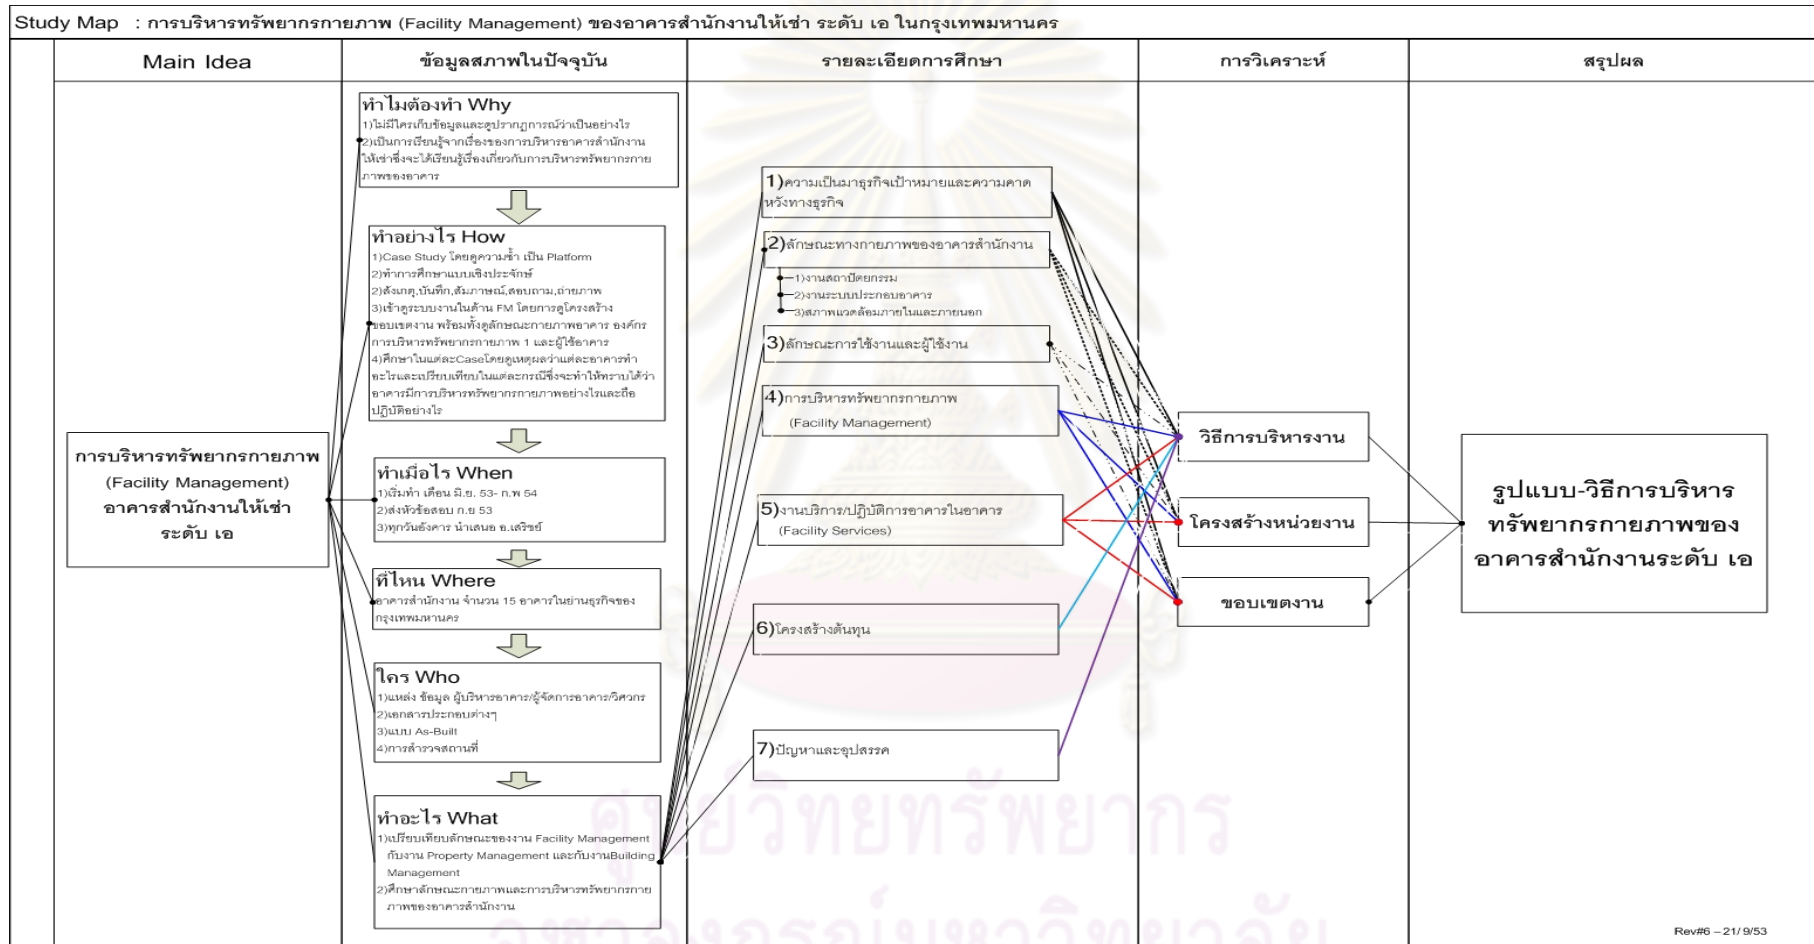 Study Map : การบริหารทรัพยากรกายภาพ (Facility Management) ของอาคารสำนักงานให้เช่า ระดับ เอ ในกรุงเทพมหานคร
Main Idea
ข้อมูลสภาพในปัจจุบัน
รายละเอียดการศึกษา
การวิเคราะห์
สรุปผล
การบริหารทรัพยากรกายภาพ
(Facility Management)
อาคารสำนักงานให้เช่า
ระดับ เอ
ทำไมต้องทำ Why
1)ไม่มีใครเก็บข้อมูลและดูปรากฏการณ์ว่าเป็นอย่างไร
2)เป็นการเรียนรู้จากเรื่องของการบริหารอาคารสำนักงาน
ให้เช่าซึ่งจะได้เรียนรู้เรื่องเกี่ยวกับการบริหารทรัพยากรกาย
ภาพของอาคาร
ทำอย่างไร How
1)Case Study โดยดูความซ้ำ เป็น Platform
2)ทำการศึกษาแบบเชิงประจักษ์
2)สังเกตุ,บันทึก,สัมภาษณ์,สอบถาม,ถ่ายภาพ
3)เข้าดูระบบงานในด้าน FM โดยการดูโครงสร้าง
ขอบเขตงาน พร้อมทั้งดูลักษณะกายภาพอาคาร องค์กร
การบริหารทรัพยากรกายภาพ 1 และผู้ใช้อาคาร
4)ศึกษาในแต่ละCaseโดยดูเหตุผลว่าแต่ละอาคารทำ
อะไรและเปรียบเทียบในแต่ละกรณีซึ่งจะทำให้ทราบได้ว่า
อาคารมีการบริหารทรัพยากรกายภาพอย่างไรและถือ
ปฏิบัติอย่างไร
ทำเมื่อไร When
1)เริ่มทำ เดือน มิ.ย. 53- ก.พ 54
2)ส่งหัวข้อสอบ ก.ย 53
3)ทุกวันอังคาร นำเสนอ อ.เสริชย์
ที่ไหน Where
อาคารสำนักงาน จำนวน 15 อาคารในย่านธุรกิจของ
กรุงเทพมหานคร
ใคร Who
1)แหล่ง ข้อมูล ผู้บริหารอาคาร/ผู้จัดการอาคาร/วิศวกร
2)เอกสารประกอบต่างๆ
3)แบบ As-Built
4)การสำรวจสถานที่
ทำอะไร What
1)เปรียบเทียบลักษณะของงาน Facility Management
กับงาน Property Management และกับงานBuilding
Management
2)ศึกษาลักษณะกายภาพและการบริหารทรัพยากรกาย
ภาพของอาคารสำนักงาน
1)ความเป็นมาธุรกิจเป้าหมายและความคาด
หวังทางธุรกิจ
2)ลักษณะทางกายภาพของอาคารสำนักงาน
1)งานสถาปัตยกรรม
2)งานระบบประกอบอาคาร
3)สภาพแวดล้อมภายในและภายนอก
3)ลักษณะการใช้งานและผู้ใช้งาน
4)การบริหารทรัพยากรกายภาพ
(Facility Management)
5)งานบริการ/ปฏิบัติการอาคารในอาคาร
(Facility Services)
6)โครงสร้างต้นทุน
7)ปัญหาและอุปสรรค
วิธีการบริหารงาน
โครงสร้างหน่วยงาน
ขอบเขตงาน
รูปแบบ-วิธีการบริหาร
ทรัพยากรกายภาพของ
อาคารสำนักงานระดับ เอ
ศูนย์วิทยทรัพยากร
จุฬาลงกรณ์มหาวิทยาลัย
Rev#6 – 21/ 9/53